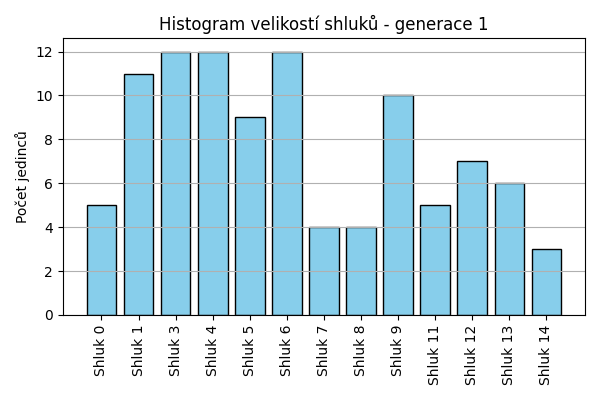 Histogram velikostí shluků - generace 1
Počet jedinců
12
10
8
6
4
2
0
Shluk 0
Shluk 1
Shluk 3
Shluk 4
Shluk 5
Shluk 6
Shluk 7
Shluk 8
Shluk 9
Shluk 11
Shluk 12
Shluk 13
Shluk 14